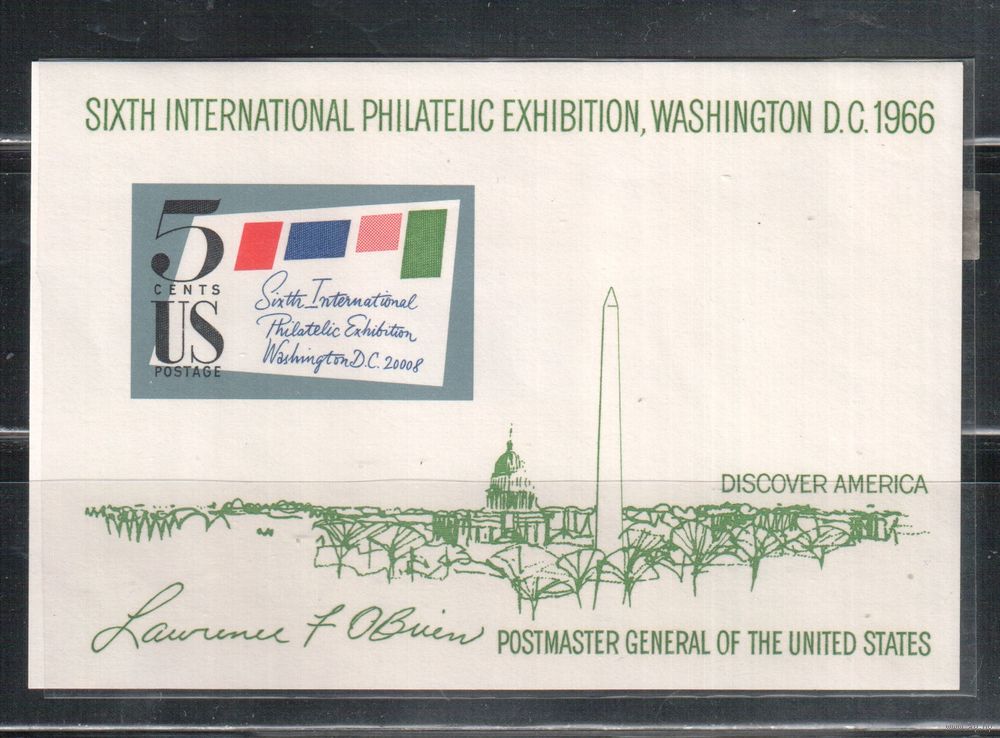 SIXTH INTERNATIONAL PHILATELIC EXHIBITION, WASHINGTON D.C. 1966
5
CENTS
US
POSTAGE
Sixth International
Philatelic Exhibition
Washington D.C. 20008
DISCOVER AMERICA
Lawrence F O'Brien
POSTMASTER GENERAL OF THE UNITED STATES